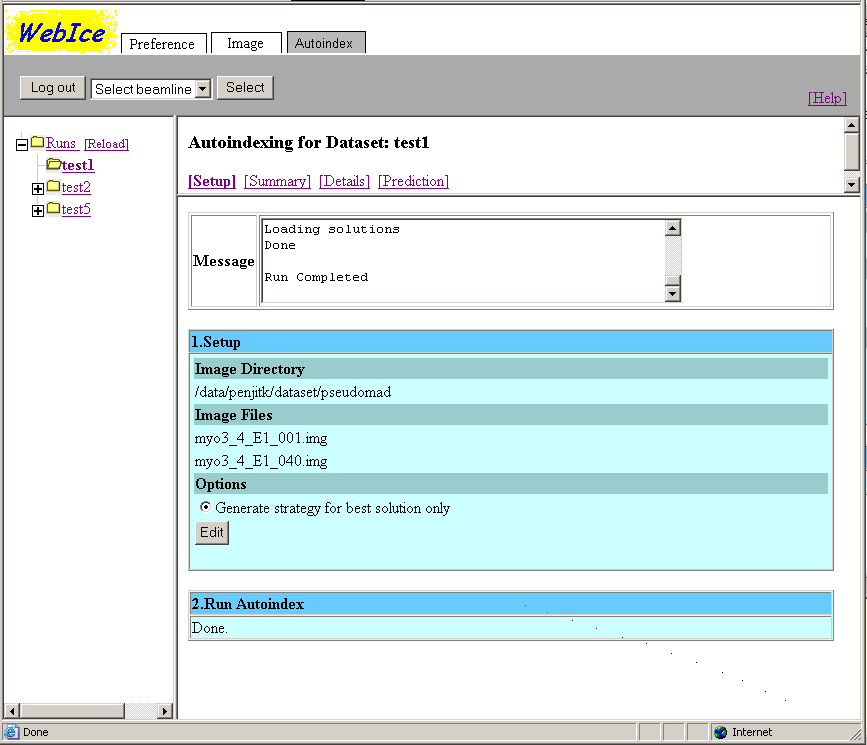 WebIce
Preference Image Autoindex
Log out Select beamline Select
[Help]
Runs [Reload]
test1
test2
test5
Autoindexing for Dataset: test1
[Setup] [Summary] [Details] [Prediction]
Message
Loading solutions
Done
Run Completed
1.Setup
Image Directory
/data/penjitk/dataset/pseudomad
Image Files
myo3_4_E1_001.img
myo3_4_E1_040.img
Options
Generate strategy for best solution only
Edit
2.Run Autoindex
Done.
Done Internet